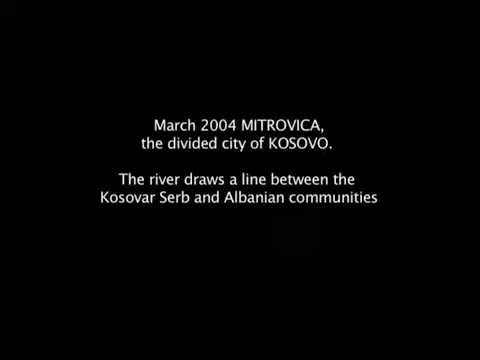 March 2004 MITROVICA,
the divided city of KOSOVO.
The river draws a line between the
Kosovar Serb and Albanian communities